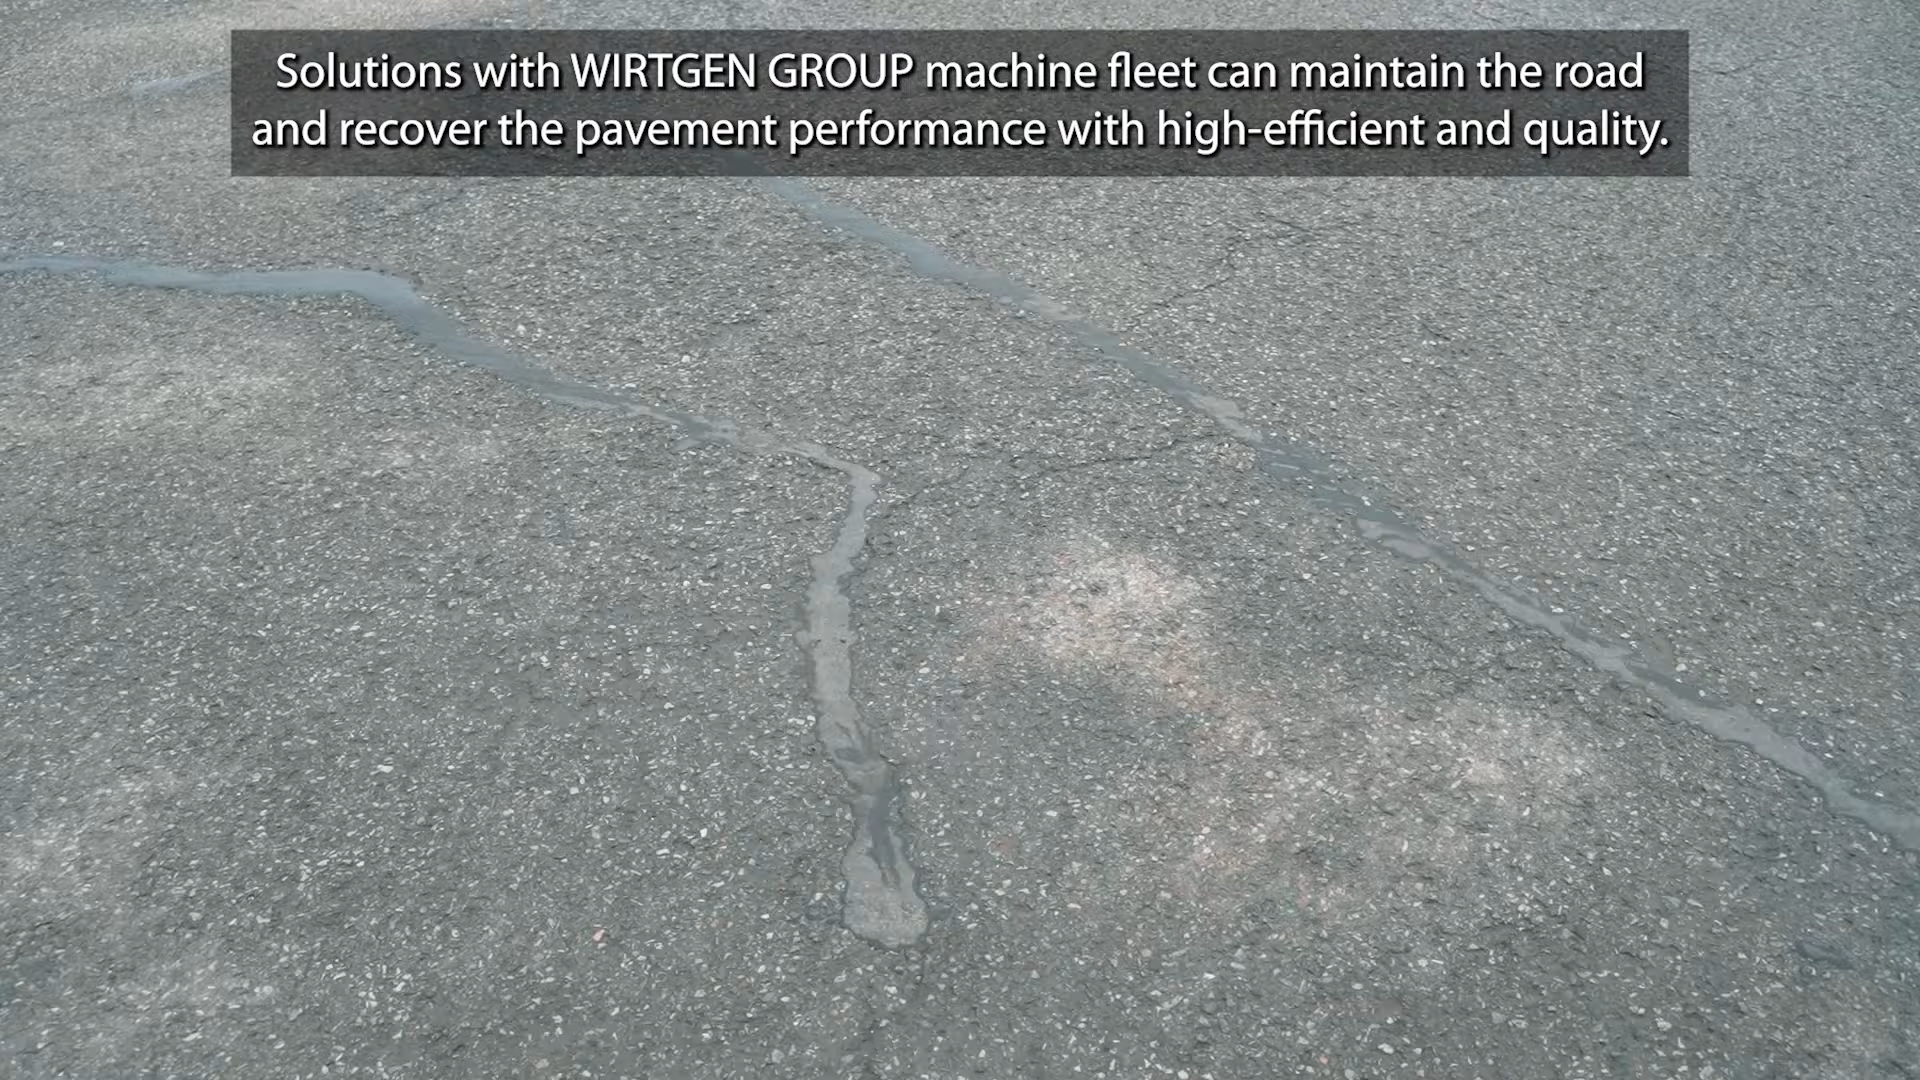 Solutions with WIRTGEN GROUP machine fleet can maintain the road
and recover the pavement performance with high-efficient and quality.